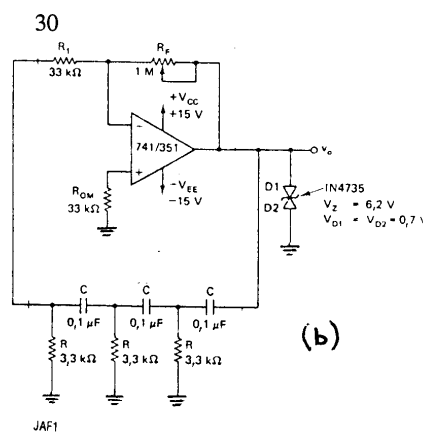 30
R1
33 kΩ
RF
1 M
+VCC
+15 V
−
741/351
+
−VEE
−15 V
ROM
33 kΩ
vo
D1
D2
IN4735
VZ = 6,2 V
VD1 = VD2 = 0,7 V
C
0,1 µF
C
0,1 µF
C
0,1 µF
R
3,3 kΩ
R
3,3 kΩ
R
3,3 kΩ
(b)
JAF1